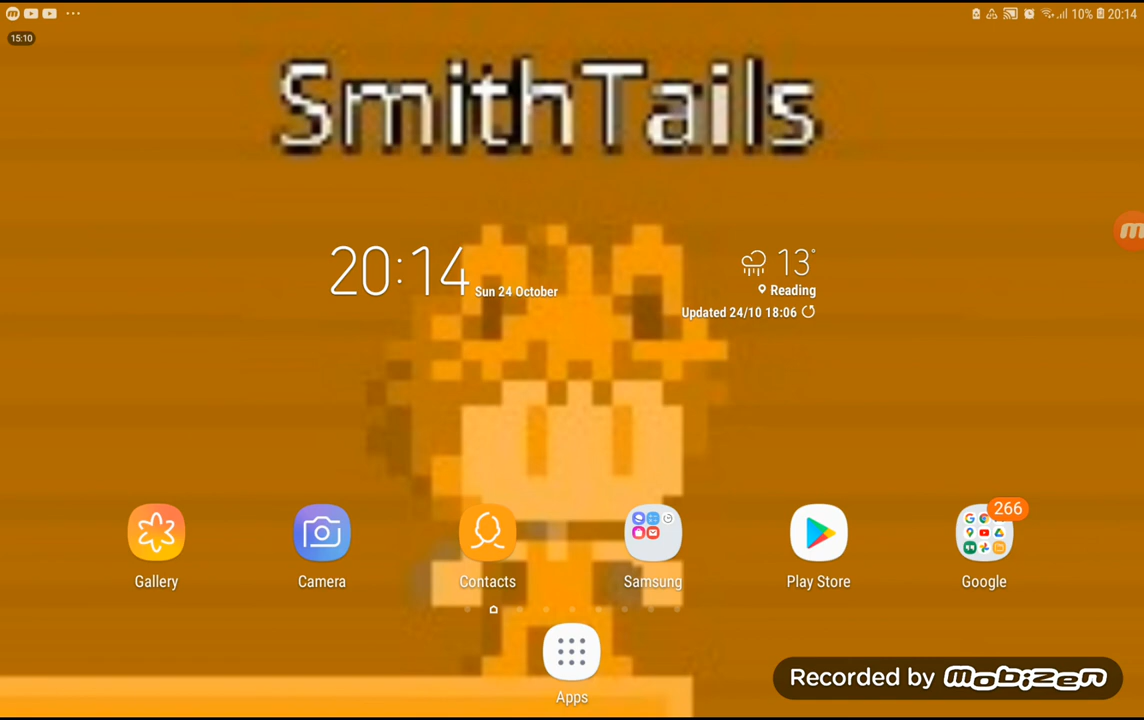 10% 20:14
15:10
SmithTails
20:14 Sun 24 October
13°
Reading
Updated 24/10 18:06
266
Gallery Camera Contacts Samsung Play Store Google
Apps
Recorded by Mobizen